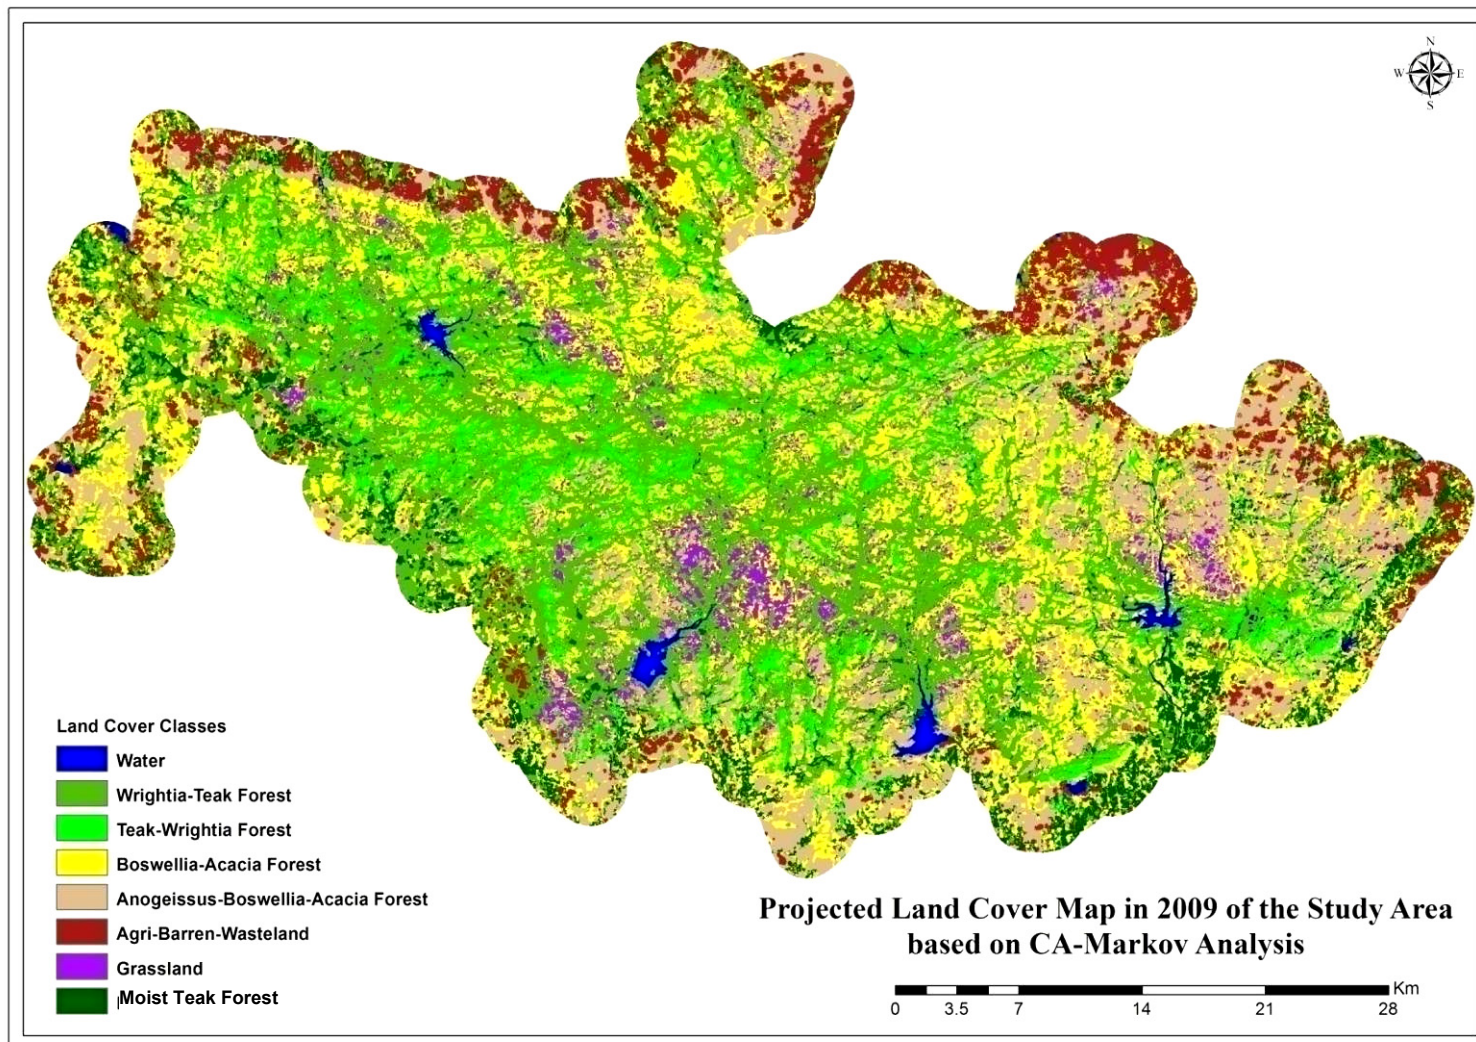 N
W E
S
Land Cover Classes
Water
Wrightia-Teak Forest
Teak-Wrightia Forest
Boswellia-Acacia Forest
Anogeissus-Boswellia-Acacia Forest
Agri-Barren-Wasteland
Grassland
Moist Teak Forest
Projected Land Cover Map in 2009 of the Study Area
based on CA-Markov Analysis
Km
0 3.5 7 14 21 28